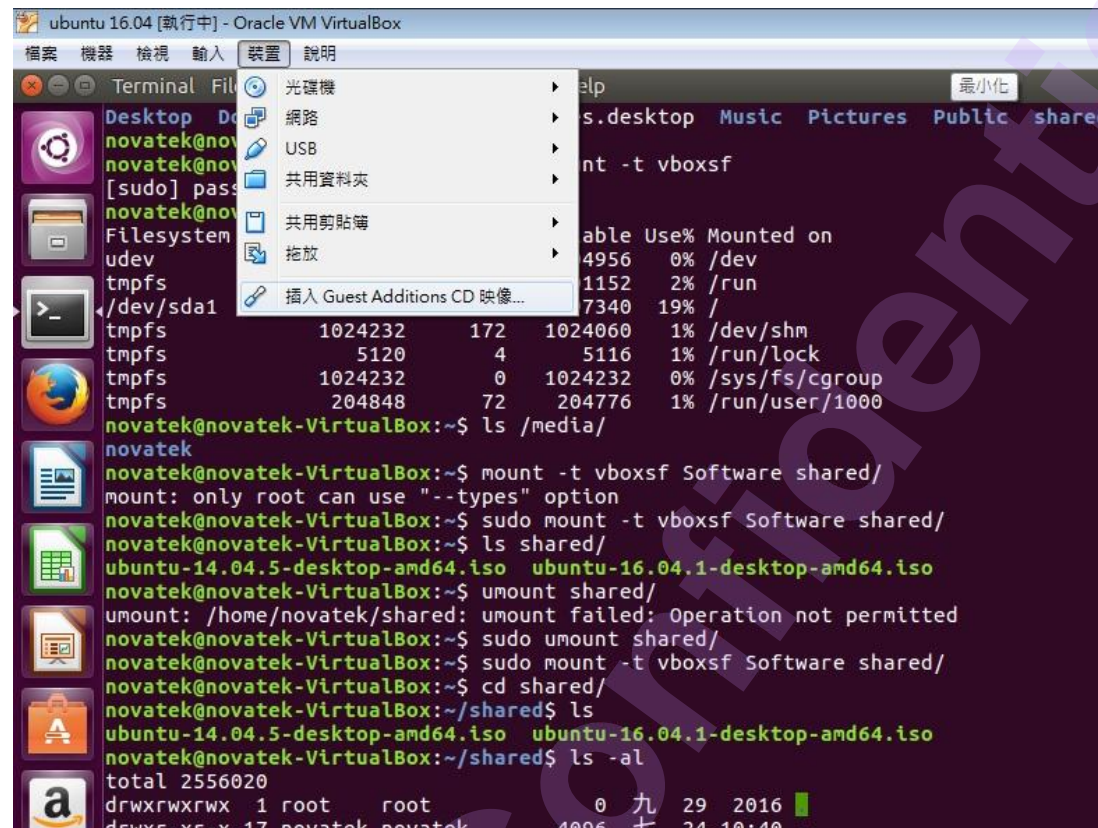 ubuntu 16.04 [執行中] - Oracle VM VirtualBox
檔案 機器 檢視 輸入 裝置 說明
Terminal Fil elp 最小化
光碟機
網路
USB
共用資料夾
共用剪貼簿
拖放
插入 Guest Additions CD 映像...
Desktop Do s.desktop Music Pictures Public share
novatek@nov
novatek@nov nt -t vboxsf
[sudo] pass
novatek@nov
Filesystem able Use% Mounted on
udev 4956 0% /dev
tmpfs 1152 2% /run
/dev/sda1 7340 19% /
tmpfs 1024232 172 1024060 1% /dev/shm
tmpfs 5120 4 5116 1% /run/lock
tmpfs 1024232 0 1024232 0% /sys/fs/cgroup
tmpfs 204848 72 204776 1% /run/user/1000
novatek@novatek-VirtualBox:~$ ls /media/
novatek
novatek@novatek-VirtualBox:~$ mount -t vboxsf Software shared/
mount: only root can use "--types" option
novatek@novatek-VirtualBox:~$ sudo mount -t vboxsf Software shared/
novatek@novatek-VirtualBox:~$ ls shared/
ubuntu-14.04.5-desktop-amd64.iso ubuntu-16.04.1-desktop-amd64.iso
novatek@novatek-VirtualBox:~$ umount shared/
umount: /home/novatek/shared: umount failed: Operation not permitted
novatek@novatek-VirtualBox:~$ sudo umount shared/
novatek@novatek-VirtualBox:~$ sudo mount -t vboxsf Software shared/
novatek@novatek-VirtualBox:~$ cd shared/
novatek@novatek-VirtualBox:~/shared$ ls
ubuntu-14.04.5-desktop-amd64.iso ubuntu-16.04.1-desktop-amd64.iso
novatek@novatek-VirtualBox:~/shared$ ls -al
total 2556020
drwxrwxrwx 1 root root 0 九 29 2016 .